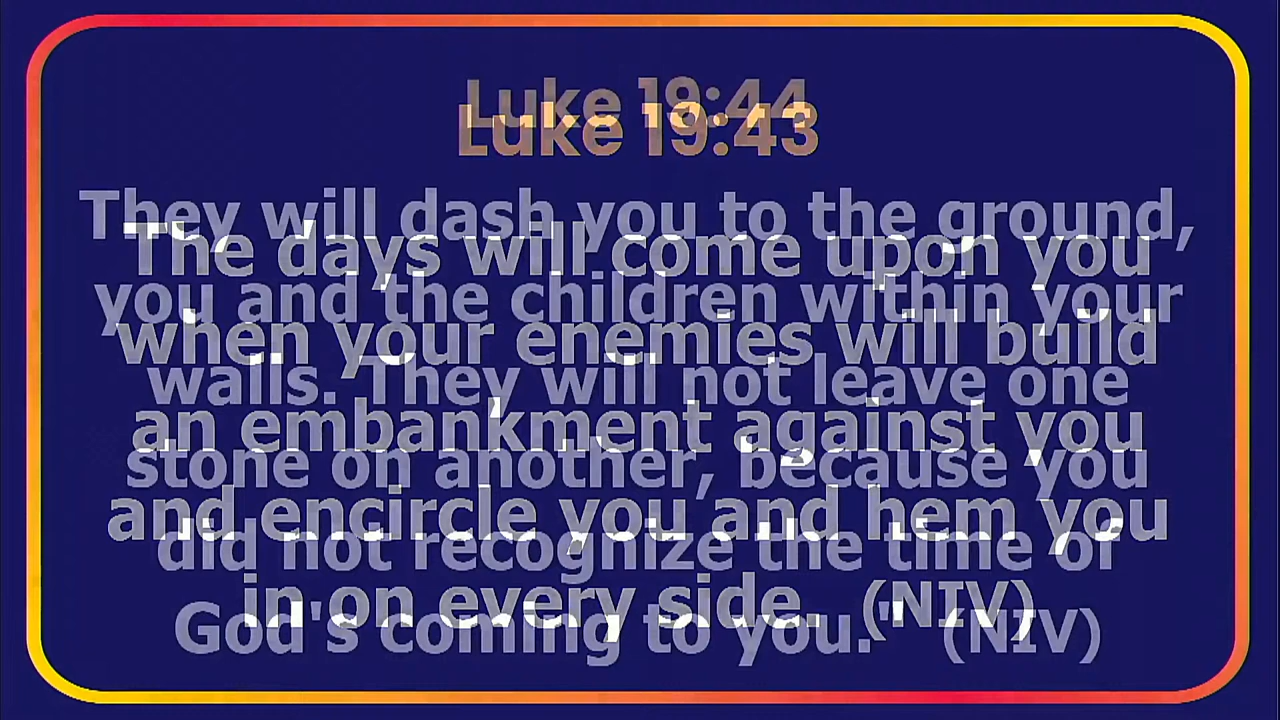 Luke 19:44
They will dash you to the ground,
you and the children within your
walls. They will not leave one
stone on another, because you
did not recognize the time of
God's coming to you." (NIV)
Luke 19:43
The days will come upon you
when your enemies will build
an embankment against you
and encircle you and hem you
in on every side. (NIV)